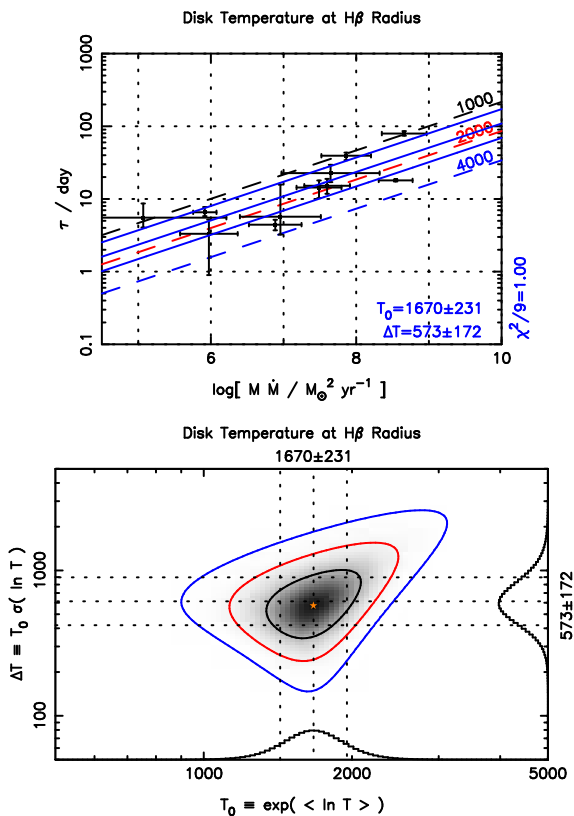 Disk Temperature at Hβ Radius
100
1000
2000
4000
10
1
0.1
τ / day
T₀=1670±231
ΔT=573±172
χ²/9=1.00
6
8
10
log[ M Ṁ / M⊙² yr⁻¹ ]
Disk Temperature at Hβ Radius
1670±231
1000
100
ΔT ≡ T₀ σ( ln T )
573±172
1000
2000
5000
T₀ ≡ exp( < ln T > )